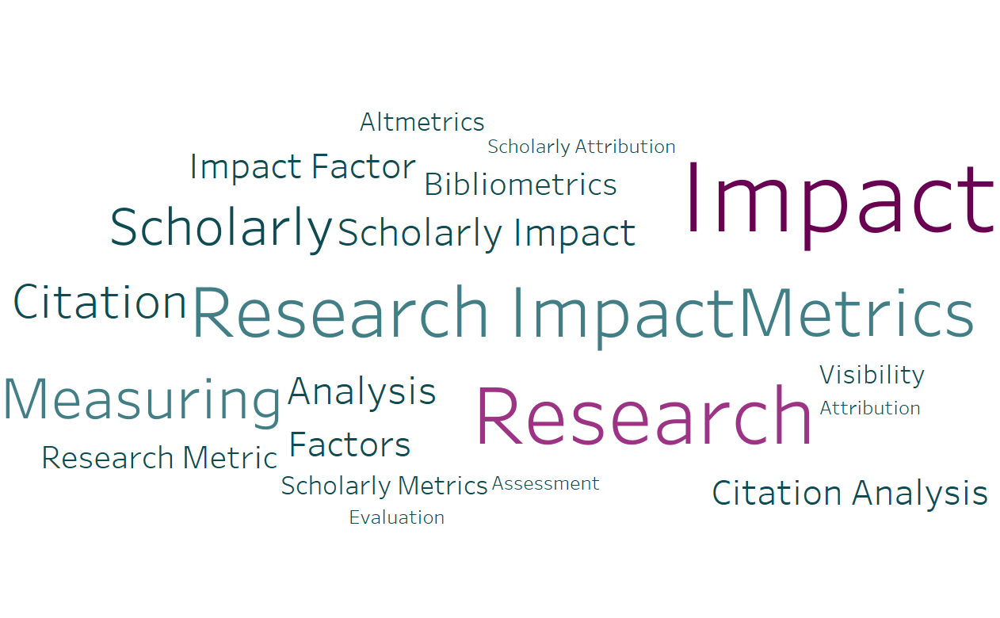 Altmetrics
Scholarly Attribution
Impact Factor
Bibliometrics
Impact
Scholarly
Scholarly Impact
Citation
Research Impact
Metrics
Measuring
Analysis
Research
Visibility
Attribution
Factors
Research Metric
Scholarly Metrics
Assessment
Citation Analysis
Evaluation